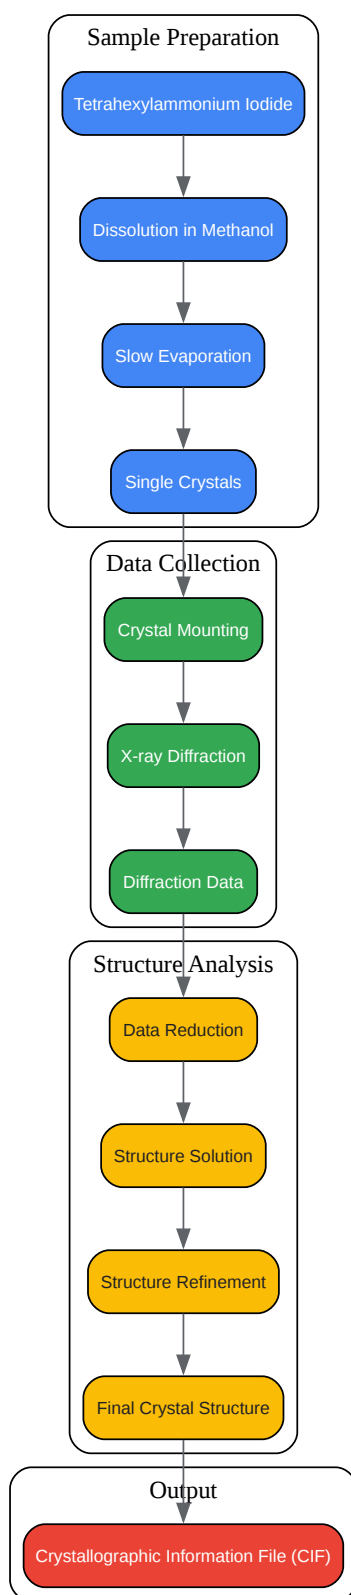 Sample Preparation
Tetrahexylammonium Iodide
Dissolution in Methanol
Slow Evaporation
Single Crystals
Data Collection
Crystal Mounting
X-ray Diffraction
Diffraction Data
Structure Analysis
Data Reduction
Structure Solution
Structure Refinement
Final Crystal Structure
Output
Crystallographic Information File (CIF)